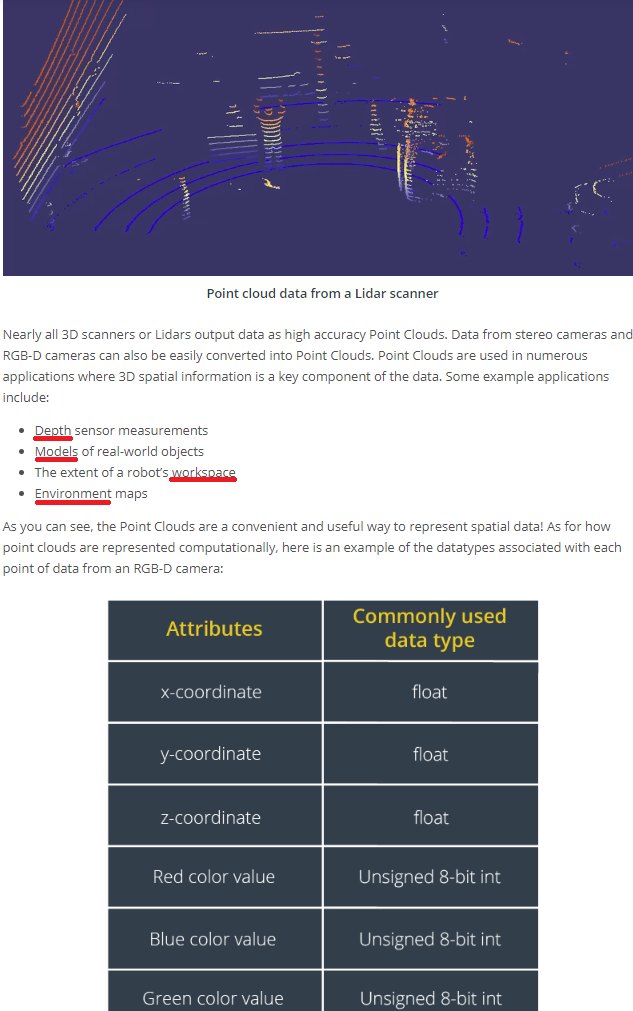 Point cloud data from a Lidar scanner
Nearly all 3D scanners or Lidars output data as high accuracy Point Clouds. Data from stereo cameras and
RGB-D cameras can also be easily converted into Point Clouds. Point Clouds are used in numerous
applications where 3D spatial information is a key component of the data. Some example applications
include:
• Depth sensor measurements
• Models of real-world objects
• The extent of a robot's workspace
• Environment maps
As you can see, the Point Clouds are a convenient and useful way to represent spatial data! As for how
point clouds are represented computationally, here is an example of the datatypes associated with each
point of data from an RGB-D camera:
Attributes Commonly used
data type
x-coordinate float
y-coordinate float
z-coordinate float
Red color value Unsigned 8-bit int
Blue color value Unsigned 8-bit int
Green color value Unsigned 8-bit int